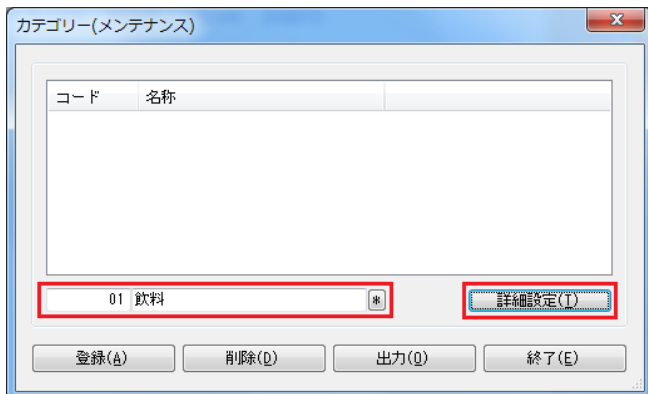 カテゴリー(メンテナンス)
コード 名称
01 飲料 * 詳細設定(T)
登録(A) 削除(D) 出力(O) 終了(E)